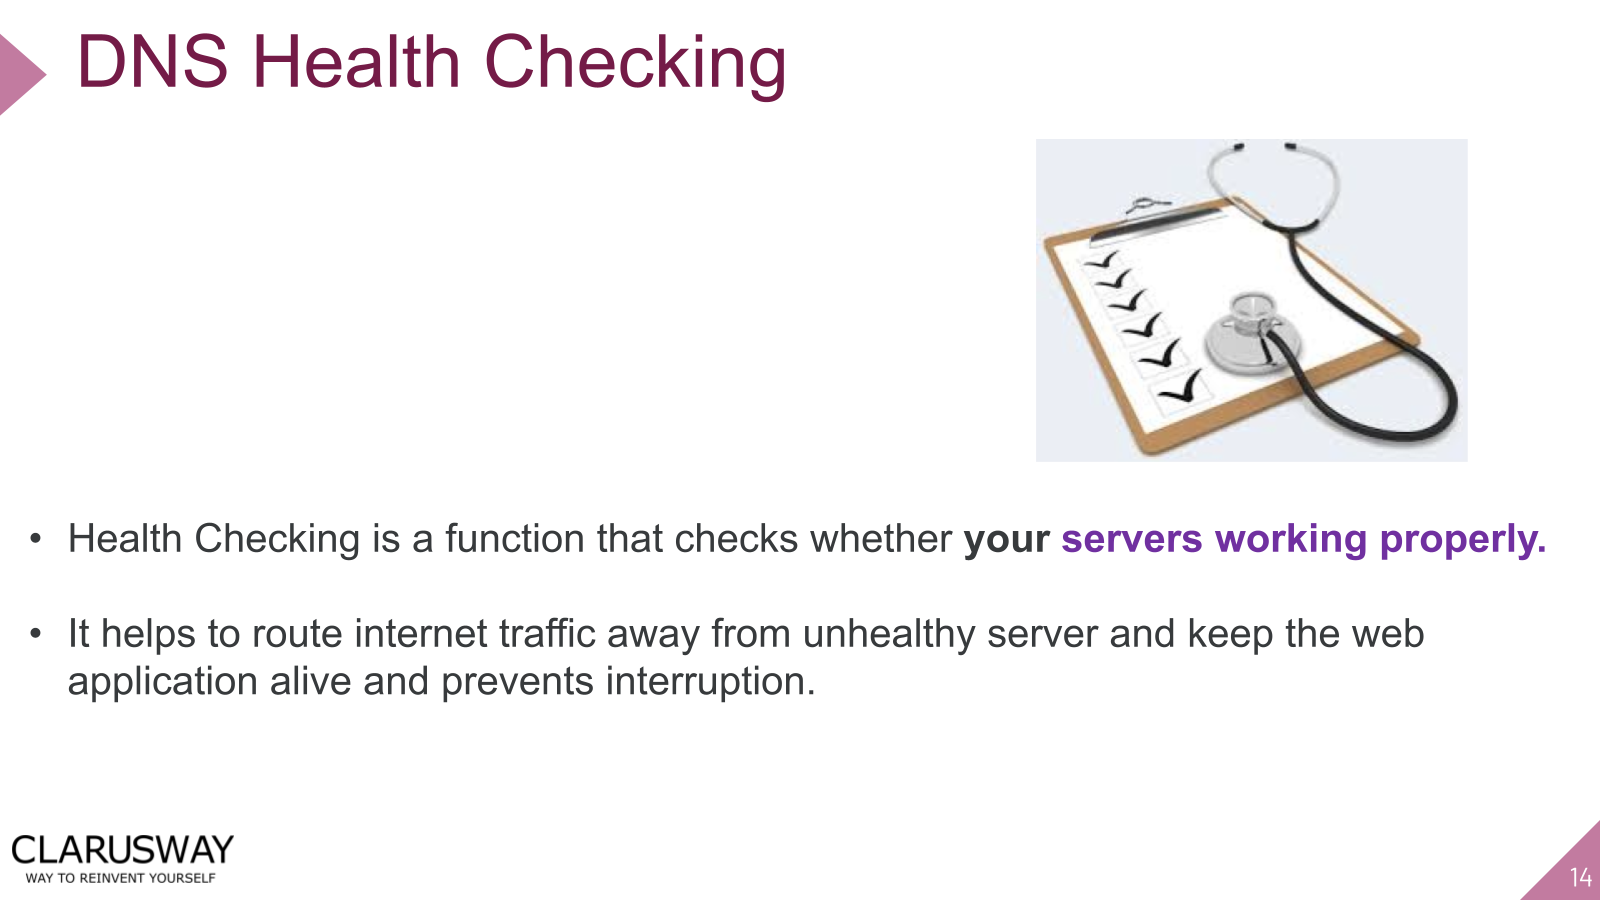 DNS Health Checking
• Health Checking is a function that checks whether your servers working properly.
• It helps to route internet traffic away from unhealthy server and keep the web
application alive and prevents interruption.
CLARUSWAY
WAY TO REINVENT YOURSELF
14